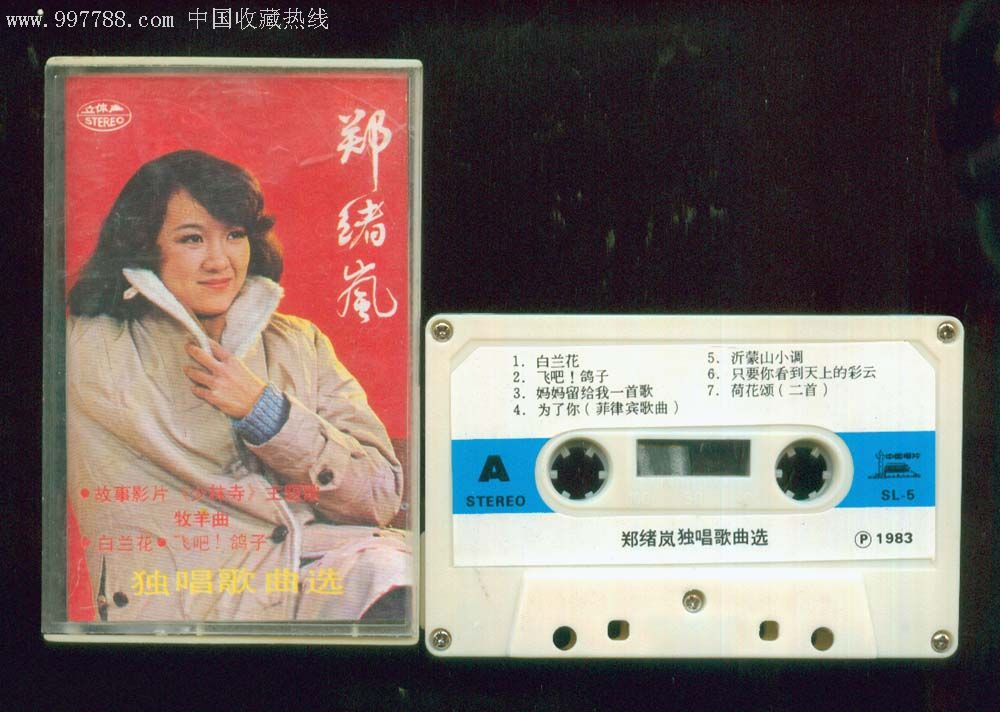 www.997788.com 中国收藏热线
立体声
STEREO
郑绪岚
●故事影片《少林寺》主题歌
牧羊曲
●白兰花●飞吧!鸽子
独唱歌曲选
1. 白兰花
2. 飞吧!鸽子
3. 妈妈留给我一首歌
4. 为了你(菲律宾歌曲)
5. 沂蒙山小调
6. 只要你看到天上的彩云
7. 荷花颂(二首)
A
STEREO
中国唱片
SL-5
郑绪岚独唱歌曲选
Ⓟ 1983